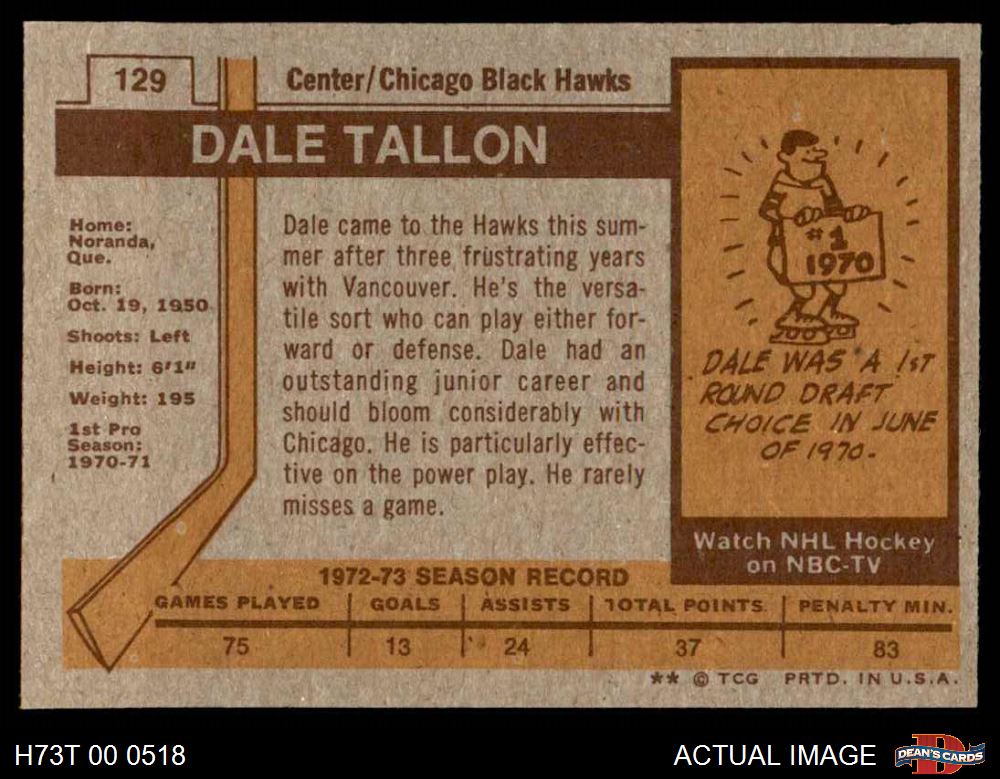 129
Center/Chicago Black Hawks
DALE TALLON
Home:
Noranda,
Que.
Born:
Oct. 19, 1950
Shoots: Left
Height: 6'1"
Weight: 195
1st Pro
Season:
1970-71
Dale came to the Hawks this sum-
mer after three frustrating years
with Vancouver. He's the versa-
tile sort who can play either for-
ward or defense. Dale had an
outstanding junior career and
should bloom considerably with
Chicago. He is particularly effec-
tive on the power play. He rarely
misses a game.
#1
1970
DALE WAS A 1ST
ROUND DRAFT
CHOICE IN JUNE
OF 1970.
Watch NHL Hockey
on NBC-TV
1972-73 SEASON RECORD
GAMES PLAYED GOALS ASSISTS TOTAL POINTS PENALTY MIN.
75 13 24 37 83
** © TCG PRTD. IN U.S.A.
H73T 00 0518
ACTUAL IMAGE
DEAN'S CARDS